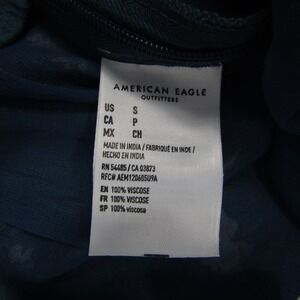 AMERICAN EAGLE
OUTFITTERS
US S
CA P
MX CH
MADE IN INDIA / FABRIQUÉ EN INDE /
HECHO EN INDIA
RN 54485 / CA 03873
RFC# AEM120605U9A
EN 100% VISCOSE
FR 100% VISCOSE
SP 100% viscosa